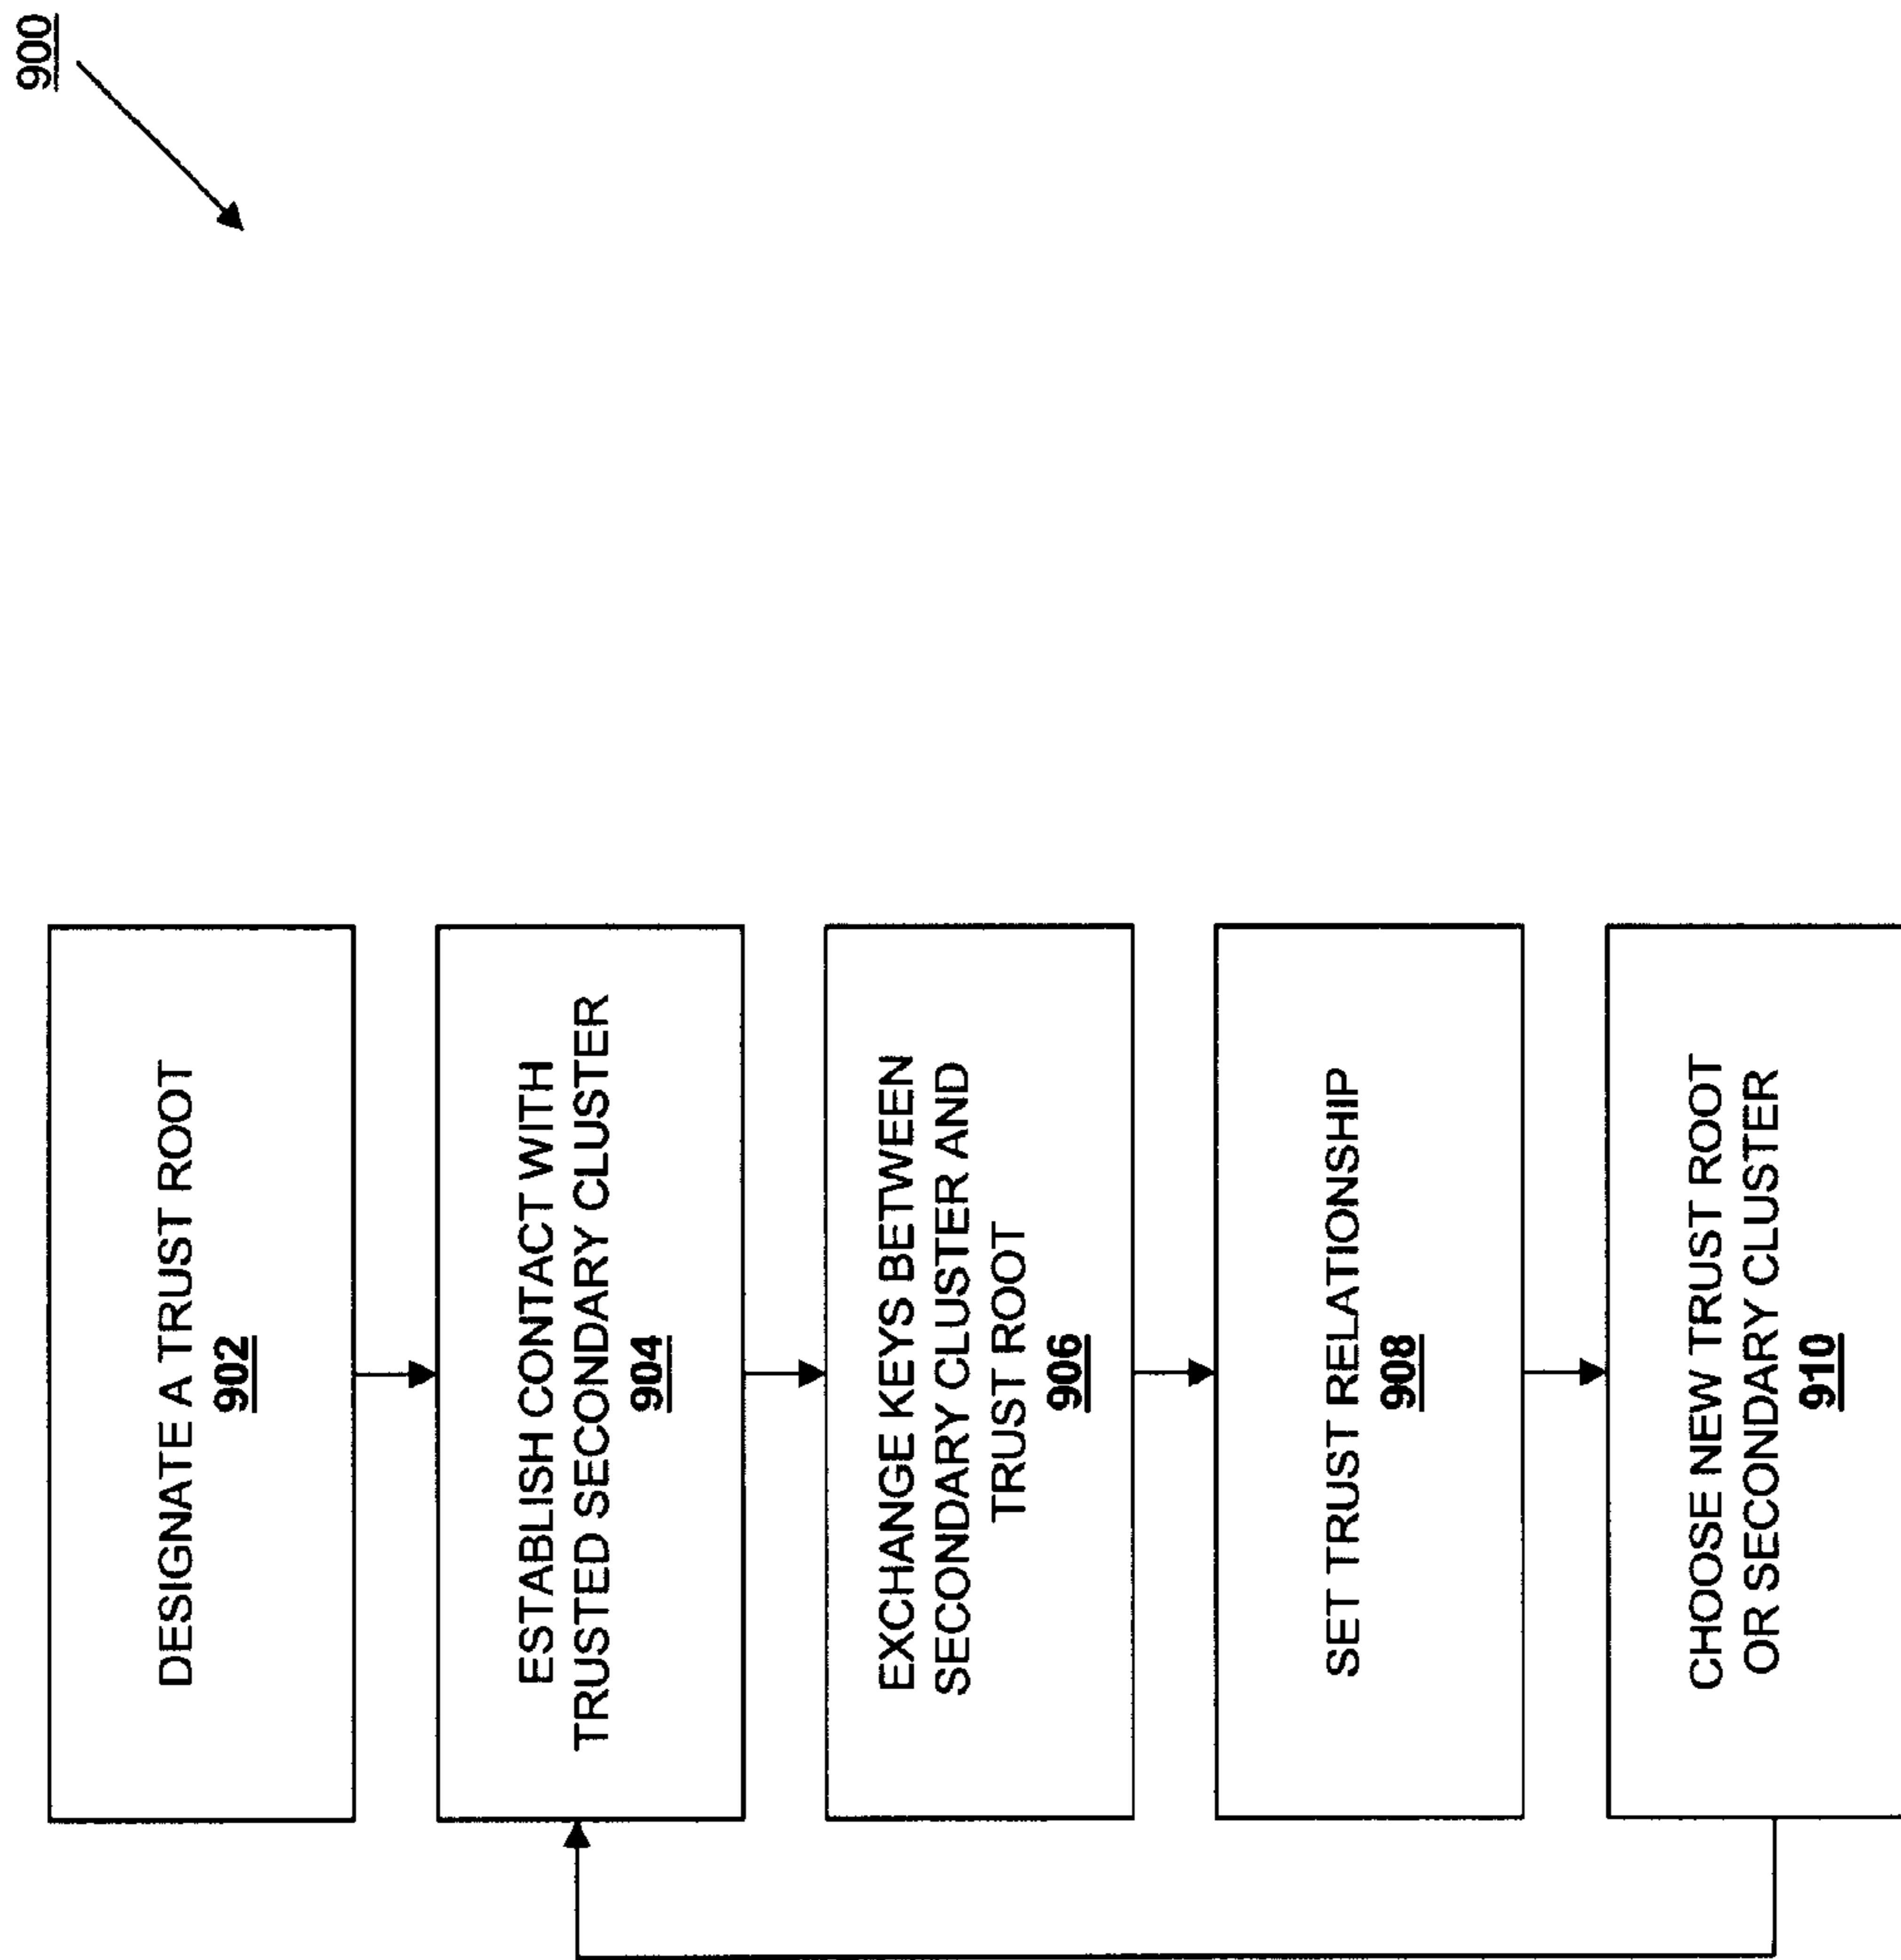 900
DESIGNATE A TRUST ROOT
902
ESTABLISH CONTACT WITH
TRUSTED SECONDARY CLUSTER
904
EXCHANGE KEYS BETWEEN
SECONDARY CLUSTER AND
TRUST ROOT
906
SET TRUST RELATIONSHIP
908
CHOOSE NEW TRUST ROOT
OR SECONDARY CLUSTER
910